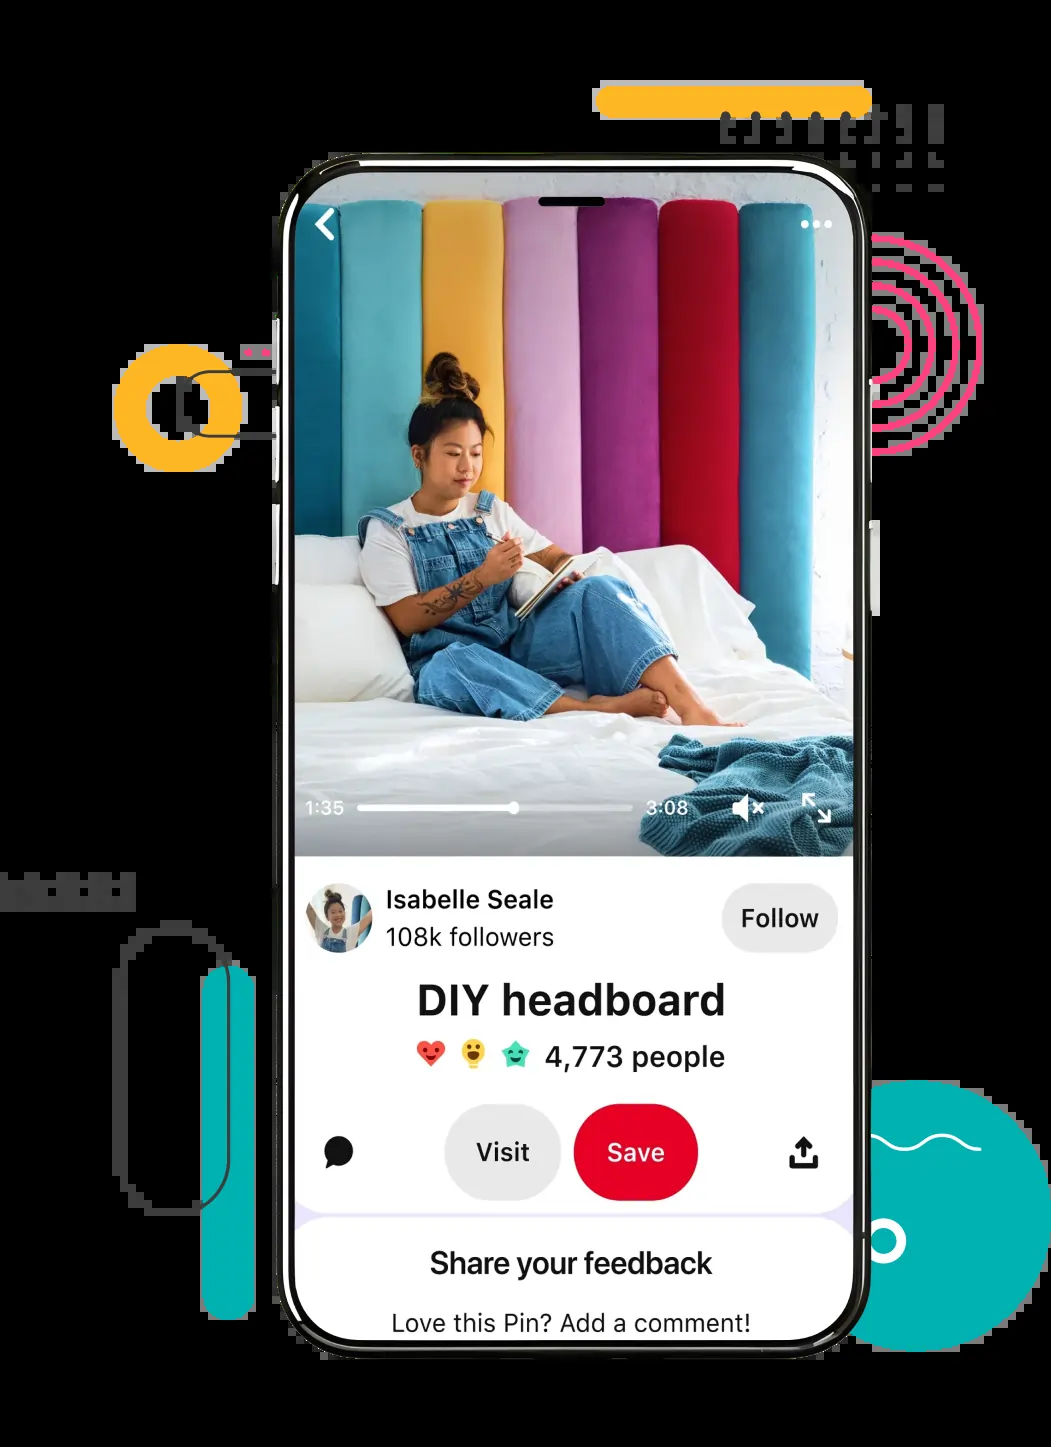 1:35
3:08
Isabelle Seale
108k followers
Follow
DIY headboard
4,773 people
Visit
Save
Share your feedback
Love this Pin? Add a comment!